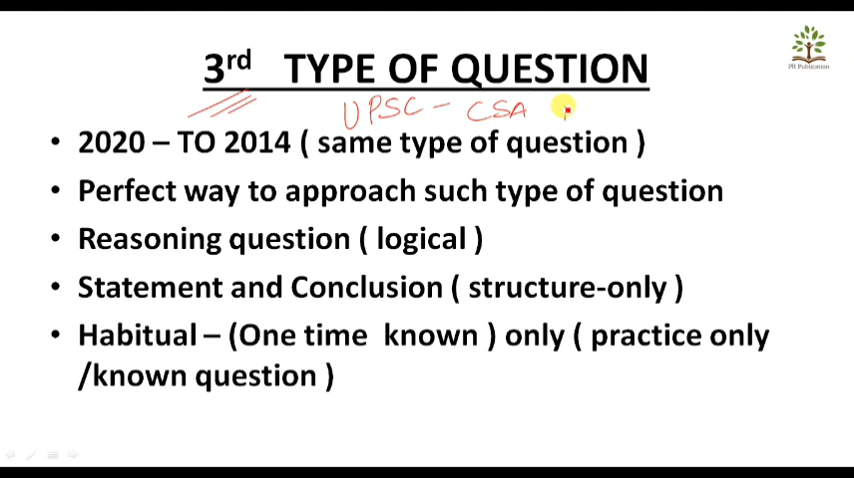 3rd TYPE OF QUESTION
PR Publication
UPSC - CSA
• 2020 – TO 2014 ( same type of question )
• Perfect way to approach such type of question
• Reasoning question ( logical )
• Statement and Conclusion ( structure-only )
• Habitual – (One time known ) only ( practice only
/known question )